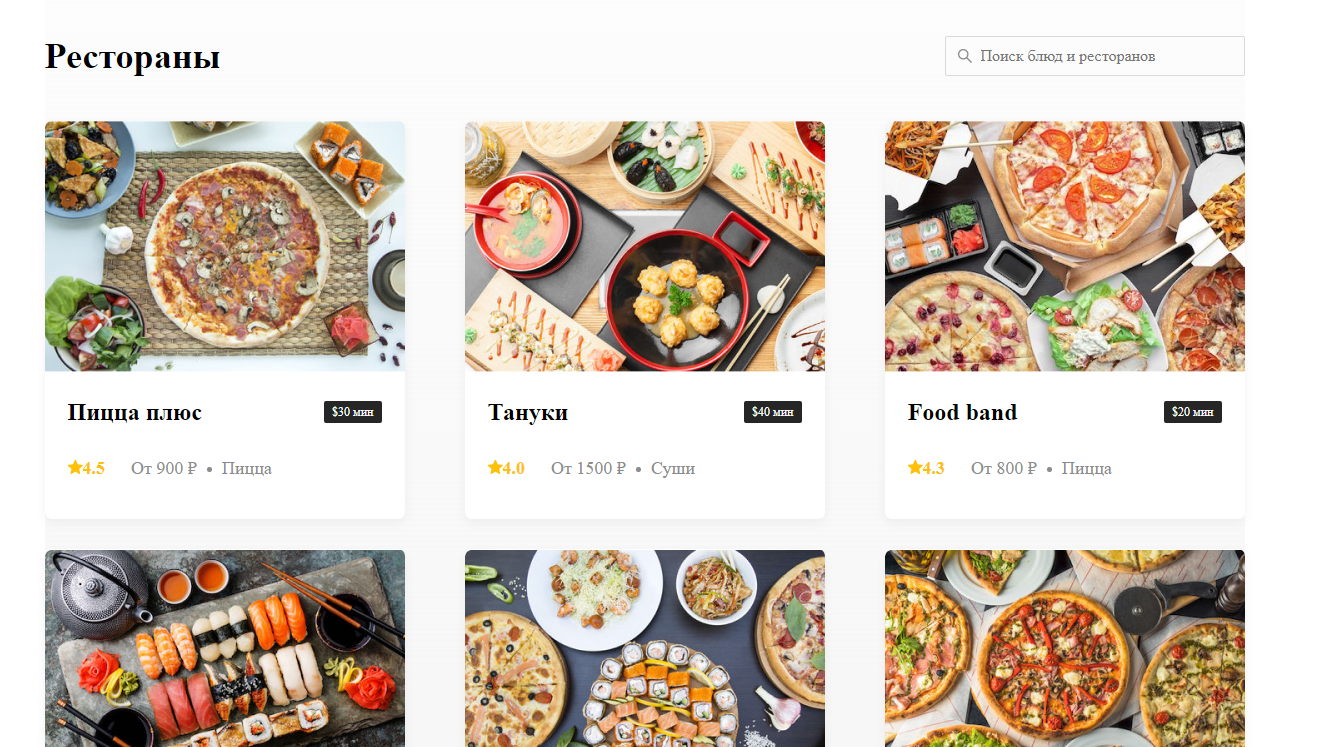 Рестораны
Поиск блюд и ресторанов
Пицца плюс
$30 мин
4.5 От 900 ₽ • Пицца
Тануки
$40 мин
4.0 От 1500 ₽ • Суши
Food band
$20 мин
4.3 От 800 ₽ • Пицца